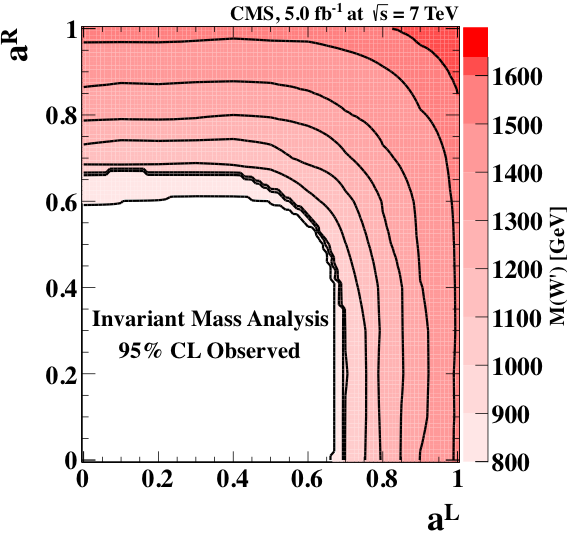 CMS, 5.0 fb⁻¹ at √s = 7 TeV
aᴿ
1
0.8
0.6
0.4
0.2
0
Invariant Mass Analysis
95% CL Observed
0 0.2 0.4 0.6 0.8 1
aᴸ
1600
1500
1400
1300
1200
1100
1000
900
800
M(W') [GeV]